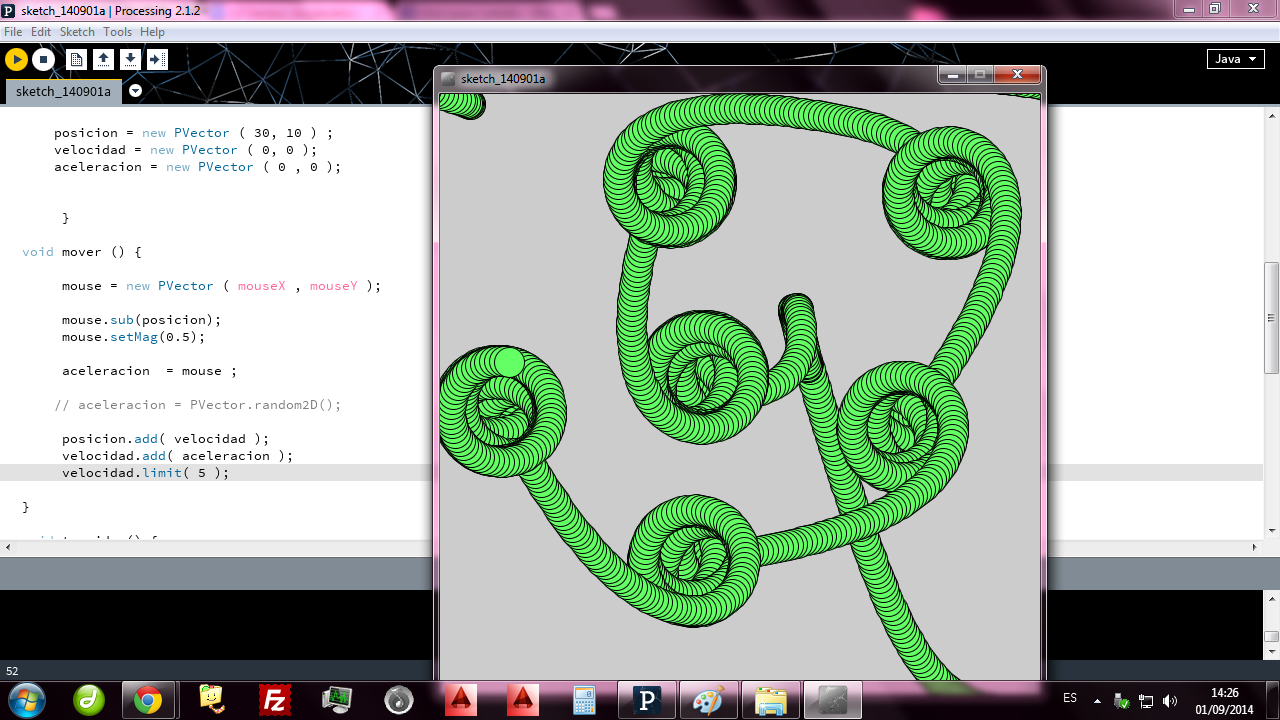 sketch_140901a | Processing 2.1.2
File Edit Sketch Tools Help
Java
sketch_140901a
sketch_140901a
posicion = new PVector ( 30, 10 ) ;
velocidad = new PVector ( 0, 0 );
aceleracion = new PVector ( 0 , 0 );
}
void mover () {
mouse = new PVector ( mouseX , mouseY );
mouse.sub(posicion);
mouse.setMag(0.5);
aceleracion  = mouse ;
// aceleracion = PVector.random2D();
posicion.add( velocidad );
velocidad.add( aceleracion );
velocidad.limit( 5 );
}
52
ES
14:26
01/09/2014